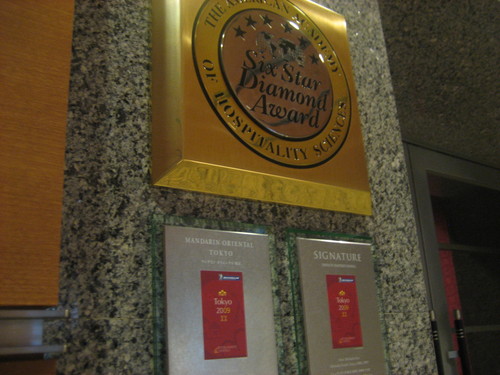 THE AMERICAN ACADEMY
OF HOSPITALITY SCIENCES
Six Star
Diamond
Award
MANDARIN ORIENTAL
TOKYO
Tokyo
2009
SIGNATURE
Tokyo
2009